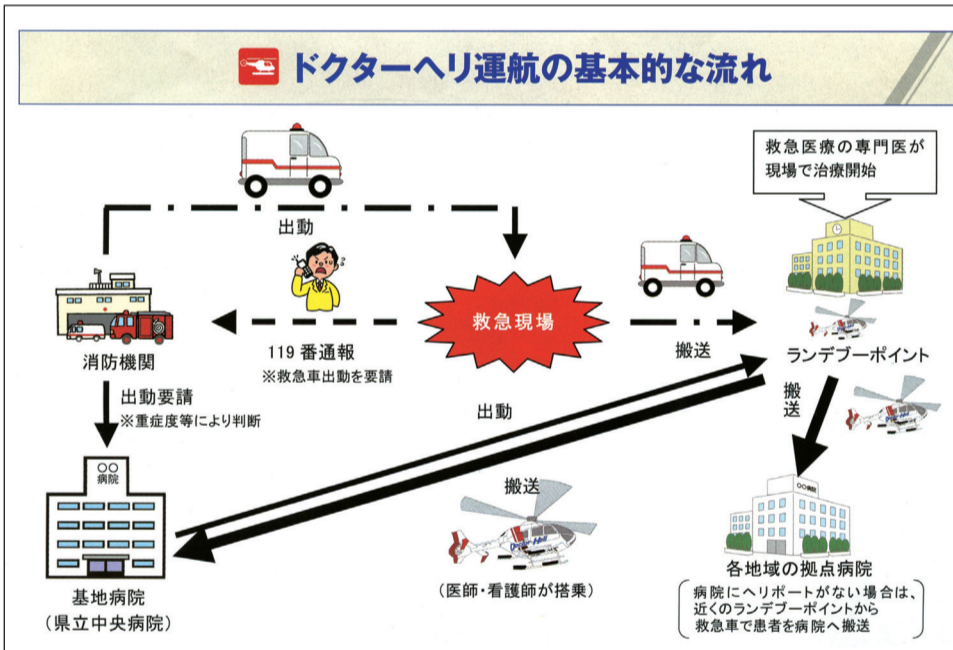 ドクターヘリ運航の基本的な流れ
救急医療の専門医が
現場で治療開始
出動
救急現場
119番通報
※救急車出動を要請
搬送
ランデブーポイント
消防機関
出動要請
※重症度等により判断
出動
搬送
搬送
〇〇
病院
基地病院
(県立中央病院)
Doctor-Heli
(医師・看護師が搭乗)
〇〇病院
各地域の拠点病院
病院にヘリポートがない場合は、
近くのランデブーポイントから
救急車で患者を病院へ搬送